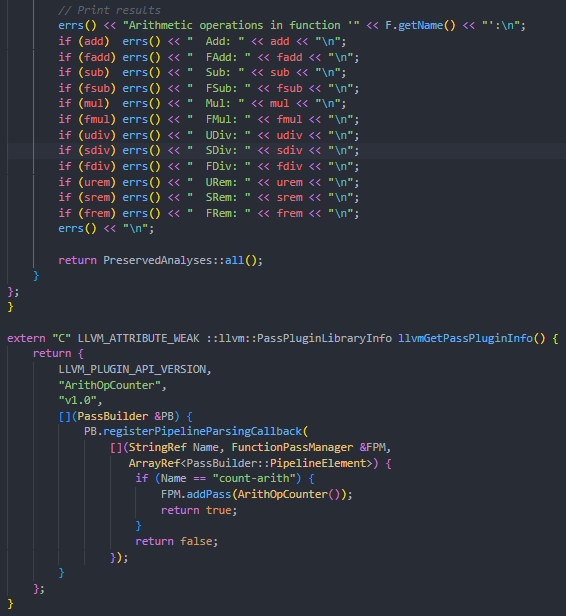 // Print results
errs() << "Arithmetic operations in function '" << F.getName() << "':\n";
if (add)  errs() << "  Add: " << add << "\n";
if (fadd) errs() << "  FAdd: " << fadd << "\n";
if (sub)  errs() << "  Sub: " << sub << "\n";
if (fsub) errs() << "  FSub: " << fsub << "\n";
if (mul)  errs() << "  Mul: " << mul << "\n";
if (fmul) errs() << "  FMul: " << fmul << "\n";
if (udiv) errs() << "  UDiv: " << udiv << "\n";
if (sdiv) errs() << "  SDiv: " << sdiv << "\n";
if (fdiv) errs() << "  FDiv: " << fdiv << "\n";
if (urem) errs() << "  URem: " << urem << "\n";
if (srem) errs() << "  SRem: " << srem << "\n";
if (frem) errs() << "  FRem: " << frem << "\n";
errs() << "\n";
return PreservedAnalyses::all();
}
};
}
extern "C" LLVM_ATTRIBUTE_WEAK ::llvm::PassPluginLibraryInfo llvmGetPassPluginInfo() {
return {
LLVM_PLUGIN_API_VERSION,
"ArithOpCounter",
"v1.0",
[](PassBuilder &PB) {
PB.registerPipelineParsingCallback(
[](StringRef Name, FunctionPassManager &FPM,
ArrayRef<PassBuilder::PipelineElement>) {
if (Name == "count-arith") {
FPM.addPass(ArithOpCounter());
return true;
}
return false;
});
}
};
}